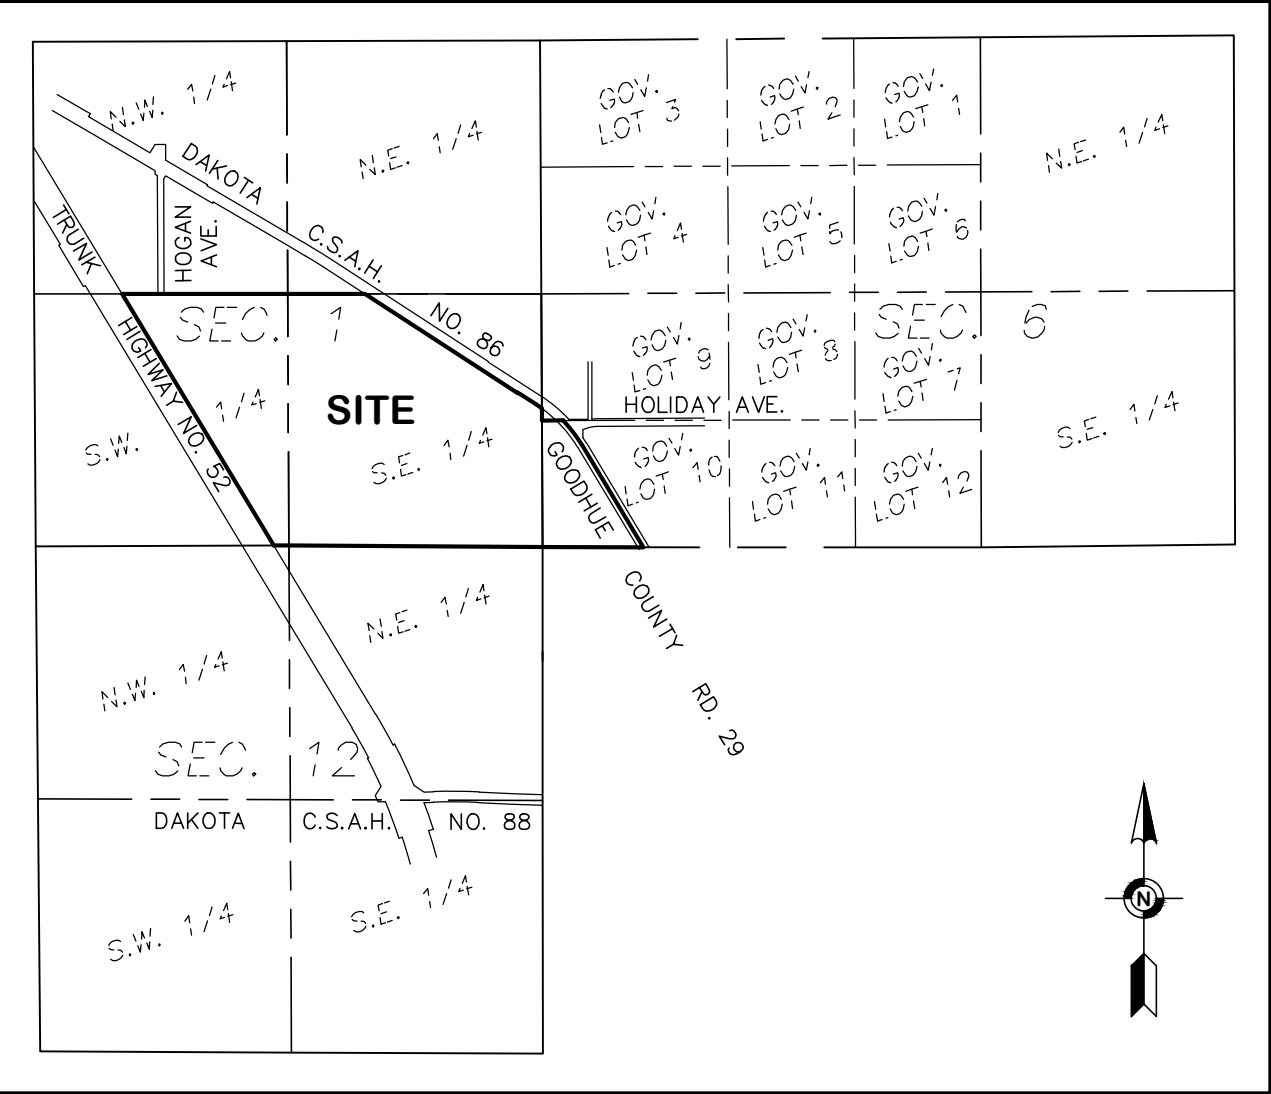 N.W. 1/4
N.E. 1/4
GOV.
LOT 3
GOV.
LOT 2
GOV.
LOT 1
N.E. 1/4
DAKOTA
C.S.A.H.
NO. 86
TRUNK
HIGHWAY NO. 52
HOGAN
AVE.
GOV.
LOT 4
GOV.
LOT 5
GOV.
LOT 6
SEC. 1
SEC. 6
GOV.
LOT 9
GOV.
LOT 8
GOV.
LOT 7
S.W. 1/4
SITE
S.E. 1/4
HOLIDAY AVE.
S.E. 1/4
GOODHUE
COUNTY
RD. 29
GOV.
LOT 10
GOV.
LOT 11
GOV.
LOT 12
N.W. 1/4
N.E. 1/4
SEC. 12
DAKOTA C.S.A.H. NO. 88
S.W. 1/4
S.E. 1/4
N